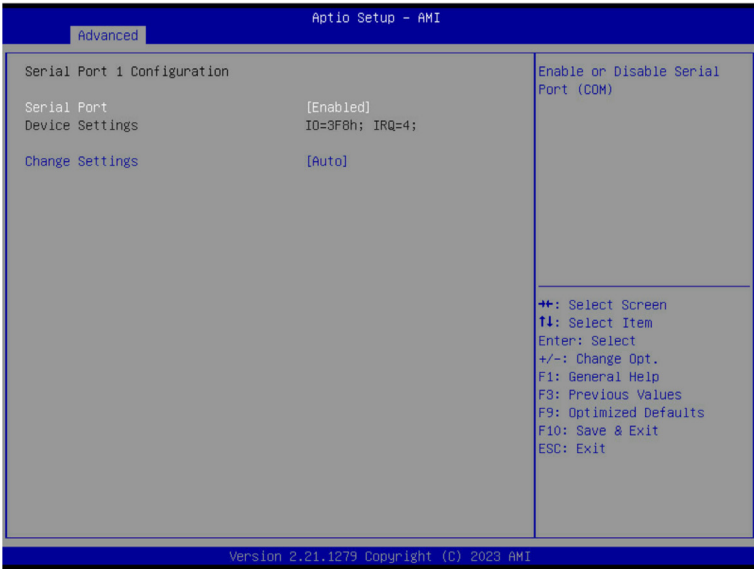 Aptio Setup – AMI
Advanced
Serial Port 1 Configuration
Serial Port [Enabled]
Device Settings IO=3F8h; IRQ=4;
Change Settings [Auto]
Enable or Disable Serial
Port (COM)
→←: Select Screen
↑↓: Select Item
Enter: Select
+/-: Change Opt.
F1: General Help
F3: Previous Values
F9: Optimized Defaults
F10: Save & Exit
ESC: Exit
Version 2.21.1279 Copyright (C) 2023 AMI